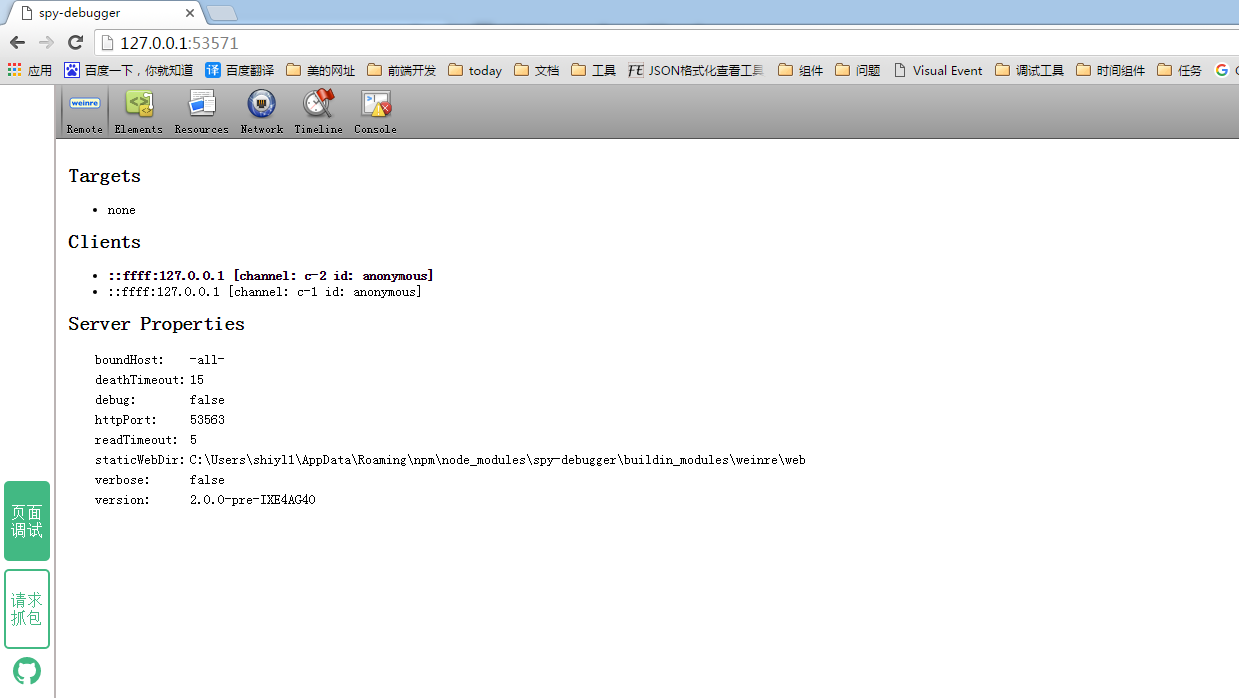 spy-debugger
127.0.0.1:53571
应用 百度一下，你就知道 译 百度翻译 美的网址 前端开发 today 文档 工具 FE JSON格式化查看工具 组件 问题 Visual Event 调试工具 时间组件 任务 G
weinre
Remote Elements Resources Network Timeline Console
Targets
none
Clients
::ffff:127.0.0.1 [channel: c-2 id: anonymous]
::ffff:127.0.0.1 [channel: c-1 id: anonymous]
Server Properties
boundHost: -all-
deathTimeout: 15
debug: false
httpPort: 53563
readTimeout: 5
staticWebDir: C:\Users\shiyl1\AppData\Roaming\npm\node_modules\spy-debugger\buildin_modules\weinre\web
verbose: false
version: 2.0.0-pre-IXE4AG40
页面
调试
请求
抓包